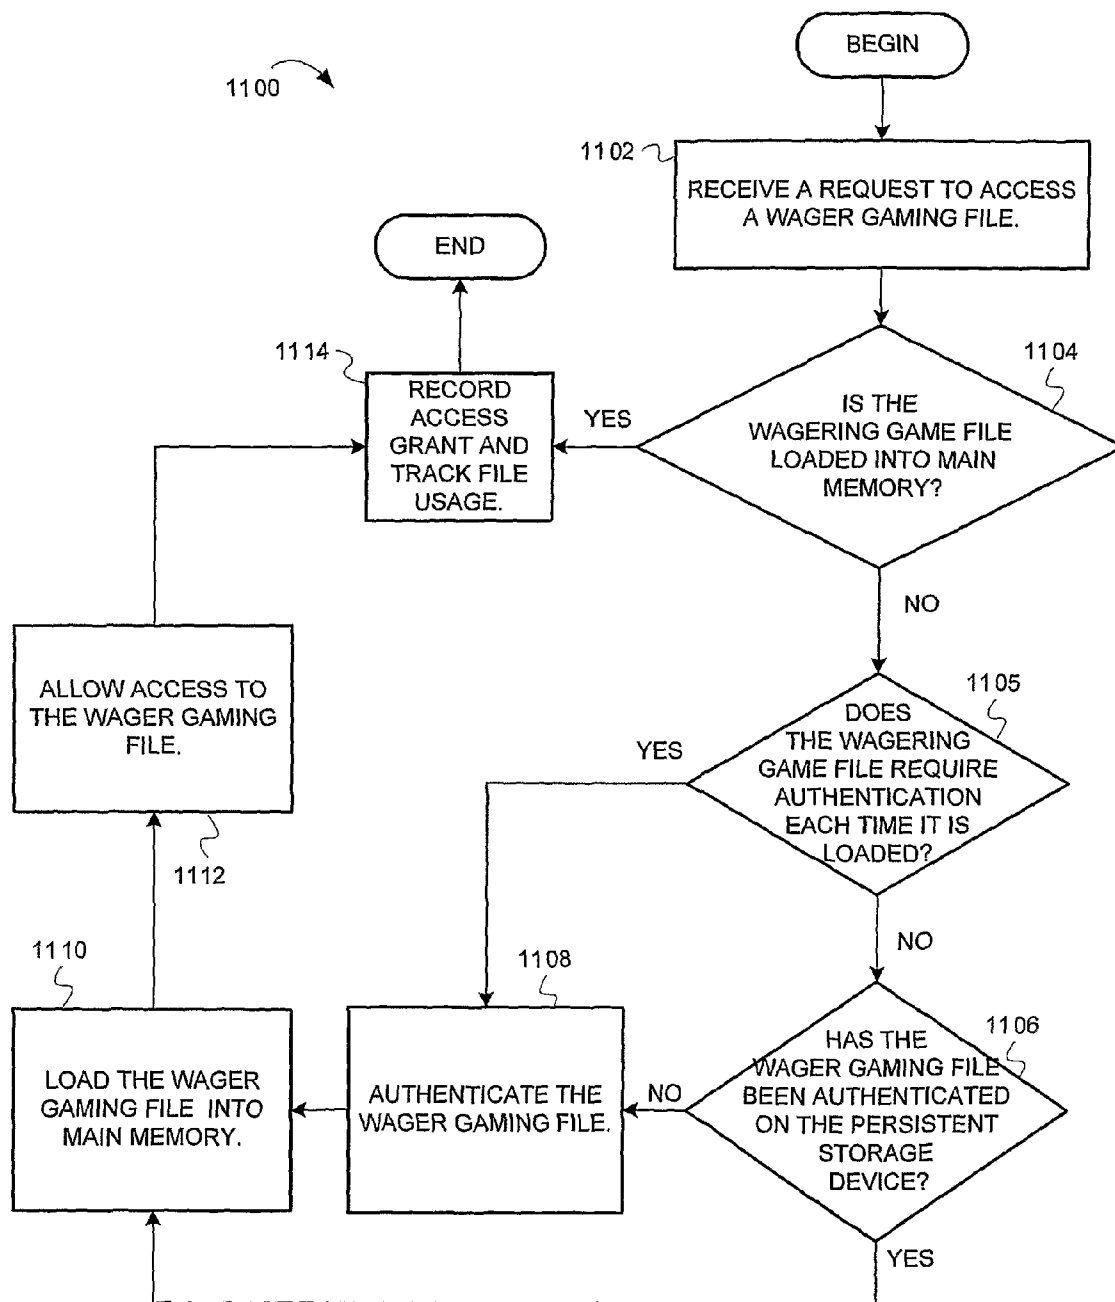 BEGIN
1100
1102
RECEIVE A REQUEST TO ACCESS
A WAGER GAMING FILE.
END
1114
RECORD
ACCESS
GRANT AND
TRACK FILE
USAGE.
YES
1104
IS THE
WAGERING GAME FILE
LOADED INTO MAIN
MEMORY?
NO
ALLOW ACCESS TO
THE WAGER GAMING
FILE.
1112
YES
1105
DOES
THE WAGERING
GAME FILE REQUIRE
AUTHENTICATION
EACH TIME IT IS
LOADED?
NO
1110
LOAD THE WAGER
GAMING FILE INTO
MAIN MEMORY.
1108
AUTHENTICATE THE
WAGER GAMING FILE.
NO
1106
HAS THE
WAGER GAMING FILE
BEEN AUTHENTICATED
ON THE PERSISTENT
STORAGE
DEVICE?
YES